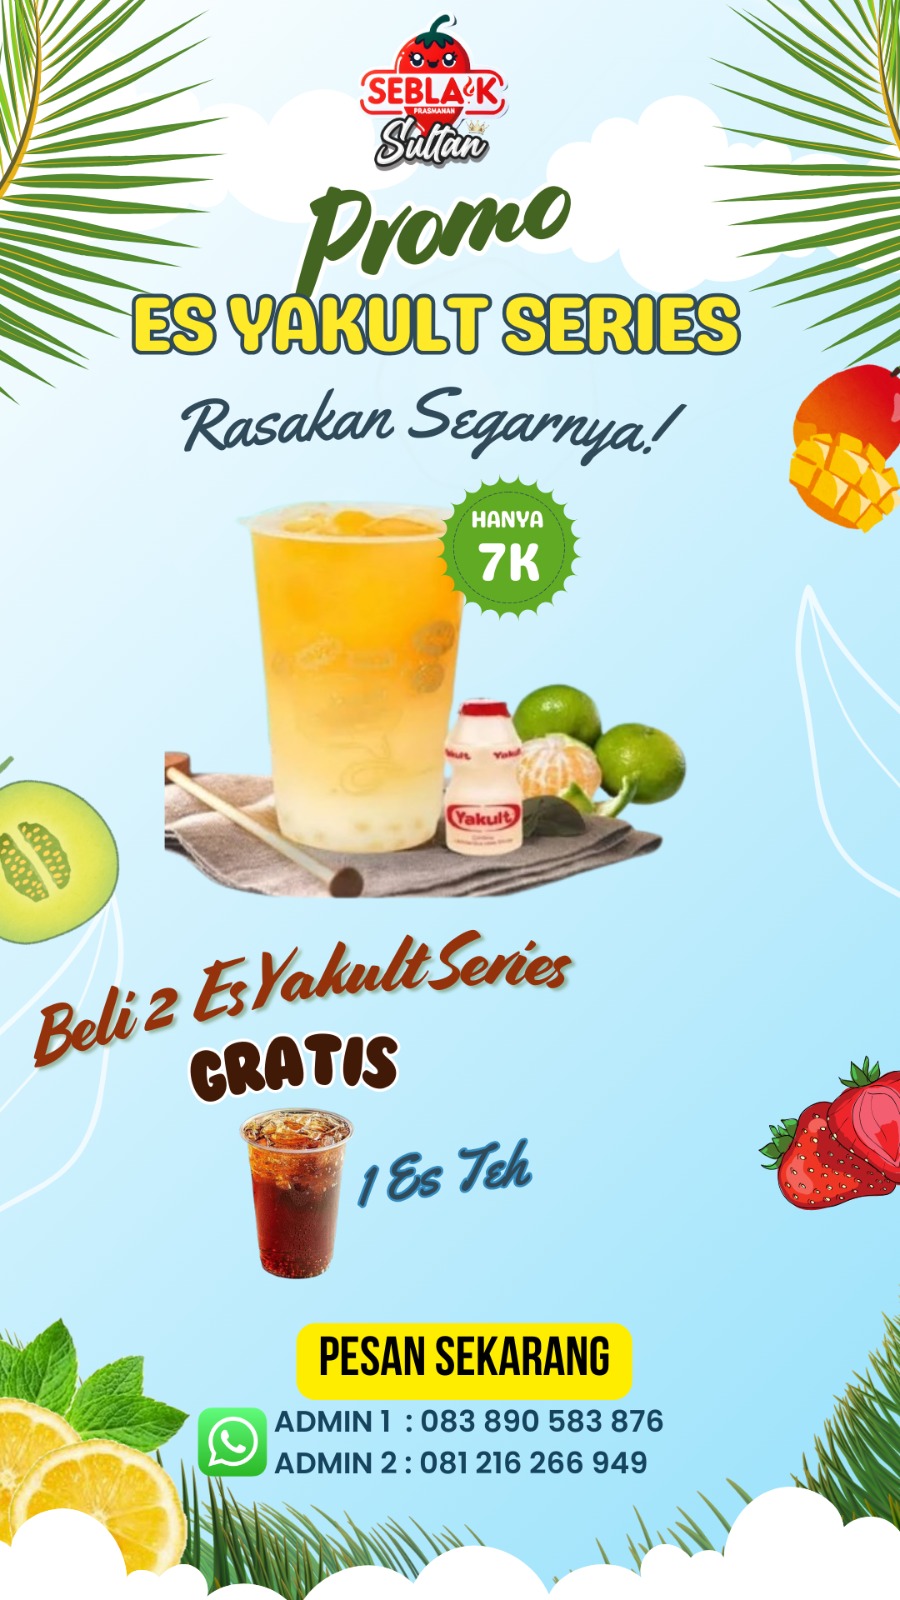 SEBLAK
PRASMANAN
Sultan
Promo
ES YAKULT SERIES
Rasakan Segarnya!
HANYA
7K
Yakult
Yakult
Beli 2 Es Yakult Series
GRATIS
1 Es Teh
PESAN SEKARANG
ADMIN 1 : 083 890 583 876
ADMIN 2 : 081 216 266 949